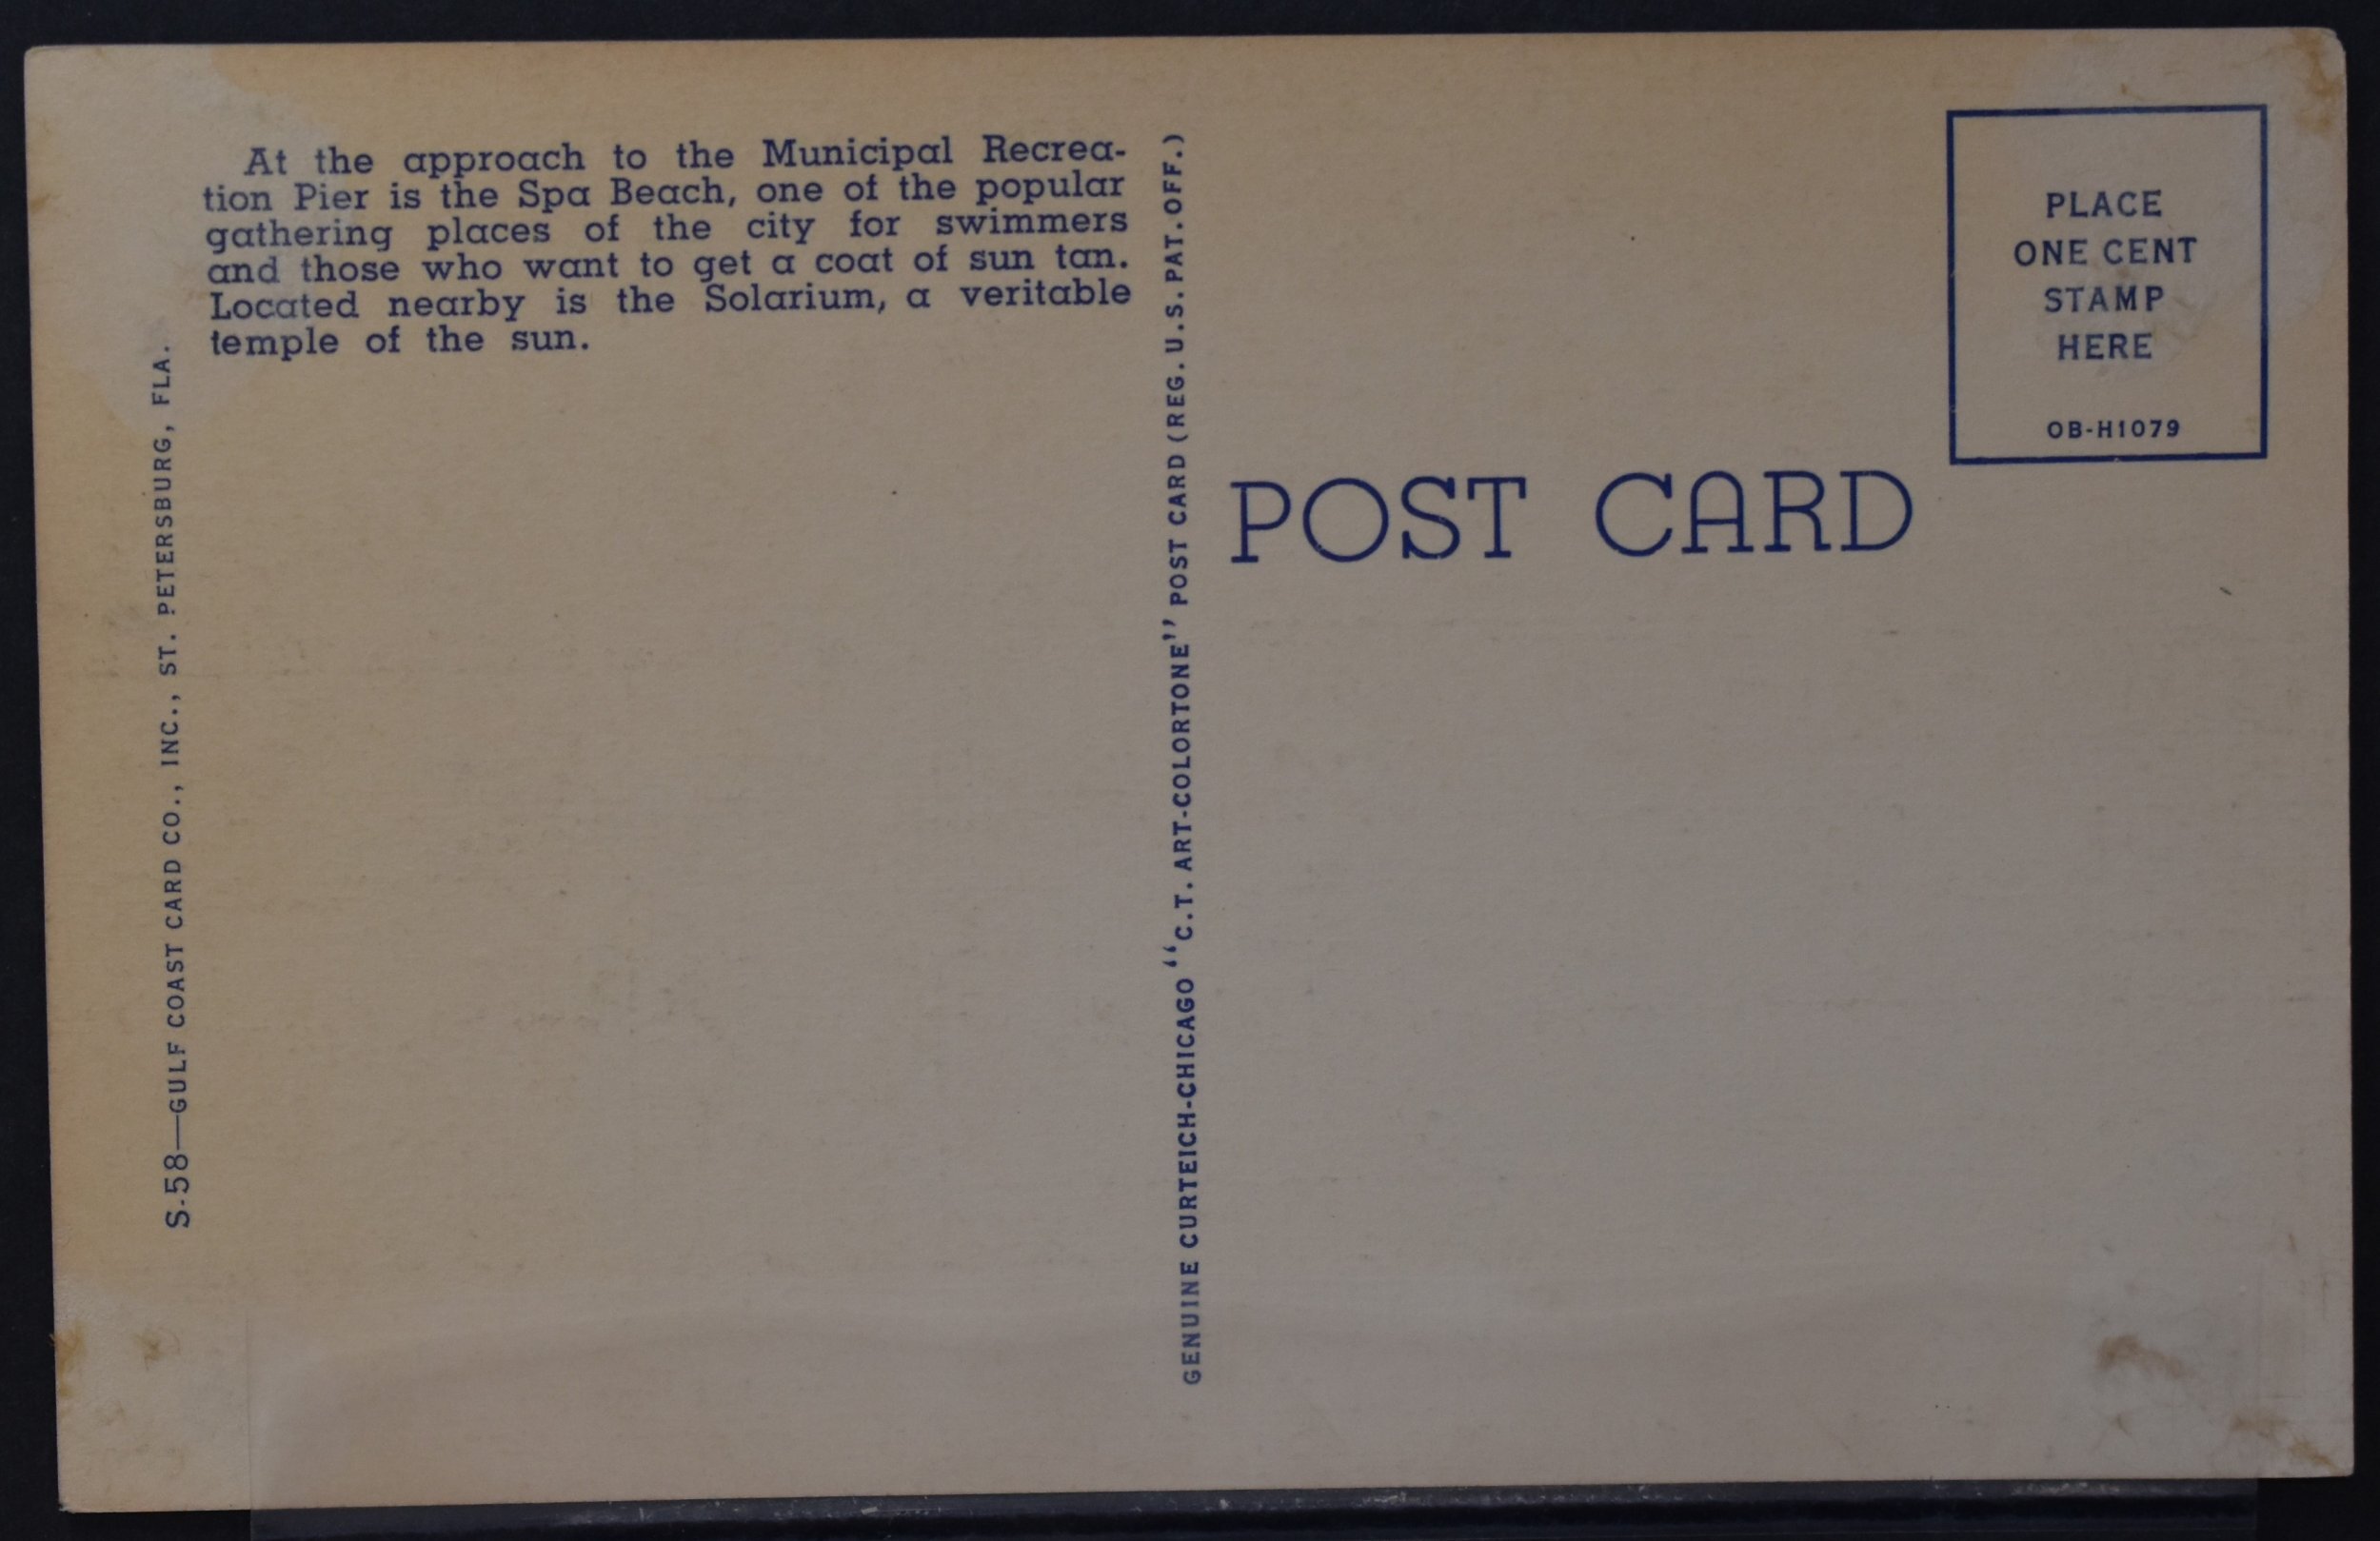 At the approach to the Municipal Recrea-
tion Pier is the Spa Beach, one of the popular
gathering places of the city for swimmers
and those who want to get a coat of sun tan.
Located nearby is the Solarium, a veritable
temple of the sun.
S-58—GULF COAST CARD CO., INC., ST. PETERSBURG, FLA.
GENUINE CURTEICH-CHICAGO "C.T. ART-COLORTONE" POST CARD (REG. U.S. PAT. OFF.)
POST CARD
PLACE
ONE CENT
STAMP
HERE
OB-H1079